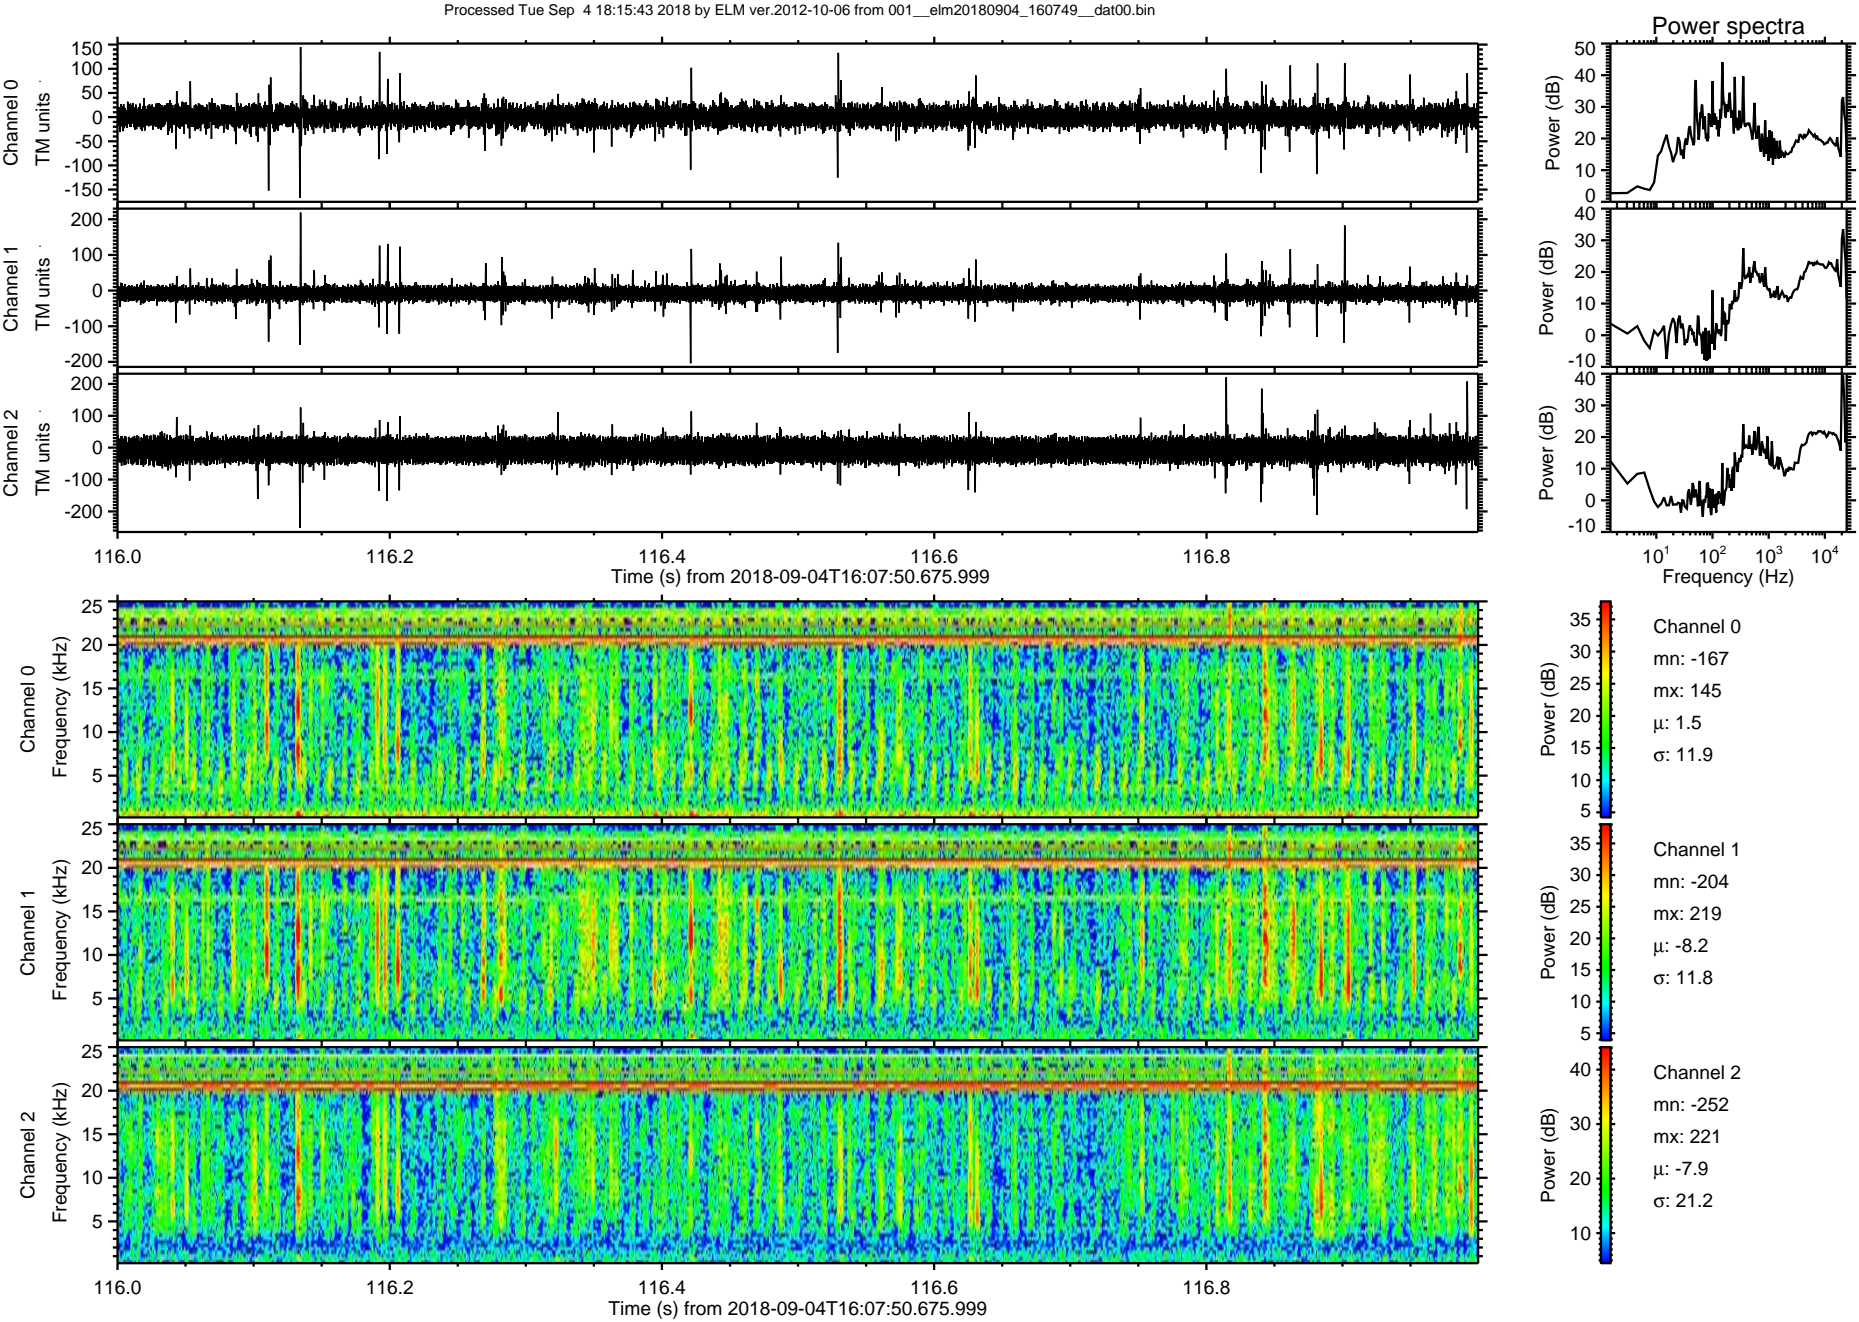 Processed Tue Sep  4 18:15:43 2018 by ELM ver.2012-10-06 from 001__elm20180904_160749__dat00.bin
Power spectra
Channel 0
TM units
150
100
50
0
-50
-100
-150
Power (dB)
50
40
30
20
10
0
Channel 1
TM units
200
100
0
-100
-200
Power (dB)
40
30
20
10
0
-10
Channel 2
TM units
200
100
0
-100
-200
Power (dB)
40
30
20
10
0
-10
116.0 116.2 116.4 116.6 116.8
Time (s) from 2018-09-04T16:07:50.675.999
10¹ 10² 10³ 10⁴
Frequency (Hz)
Channel 0
Frequency (kHz)
25
20
15
10
5
Power (dB)
35
30
25
20
15
10
5
Channel 0
mn: -167
mx: 145
μ: 1.5
σ: 11.9
Channel 1
Frequency (kHz)
25
20
15
10
5
Power (dB)
35
30
25
20
15
10
5
Channel 1
mn: -204
mx: 219
μ: -8.2
σ: 11.8
Channel 2
Frequency (kHz)
25
20
15
10
5
Power (dB)
40
30
20
10
Channel 2
mn: -252
mx: 221
μ: -7.9
σ: 21.2
116.0 116.2 116.4 116.6 116.8
Time (s) from 2018-09-04T16:07:50.675.999